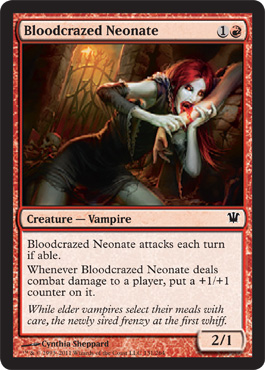 Bloodcrazed Neonate 1
Creature — Vampire
Bloodcrazed Neonate attacks each turn
if able.
Whenever Bloodcrazed Neonate deals
combat damage to a player, put a +1/+1
counter on it.
While elder vampires select their meals with
care, the newly sired frenzy at the first whiff.
Cynthia Sheppard
2/1